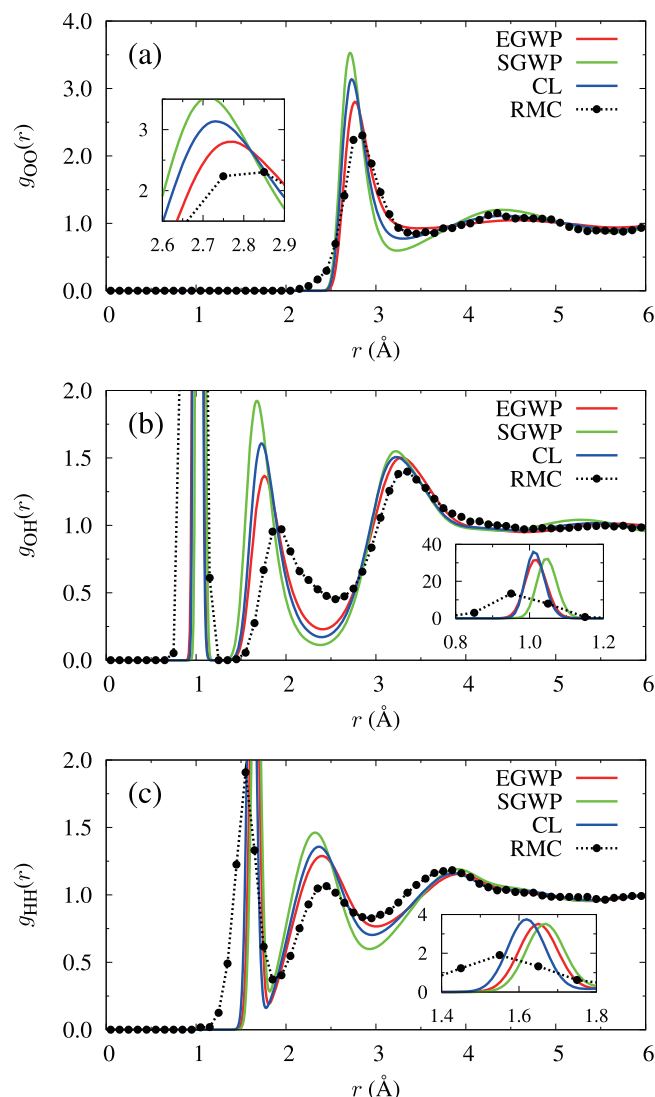 (a)
EGWP
SGWP
CL
RMC
gOO(r)
4.0
3.0
2.0
1.0
0.0
3
2
2.6 2.7 2.8 2.9
0 1 2 3 4 5 6
r (Å)
(b)
EGWP
SGWP
CL
RMC
gOH(r)
2.0
1.5
1.0
0.5
0.0
40
20
0
0.8 1.0 1.2
0 1 2 3 4 5 6
r (Å)
(c)
EGWP
SGWP
CL
RMC
gHH(r)
2.0
1.5
1.0
0.5
0.0
4
2
0
1.4 1.6 1.8
0 1 2 3 4 5 6
r (Å)